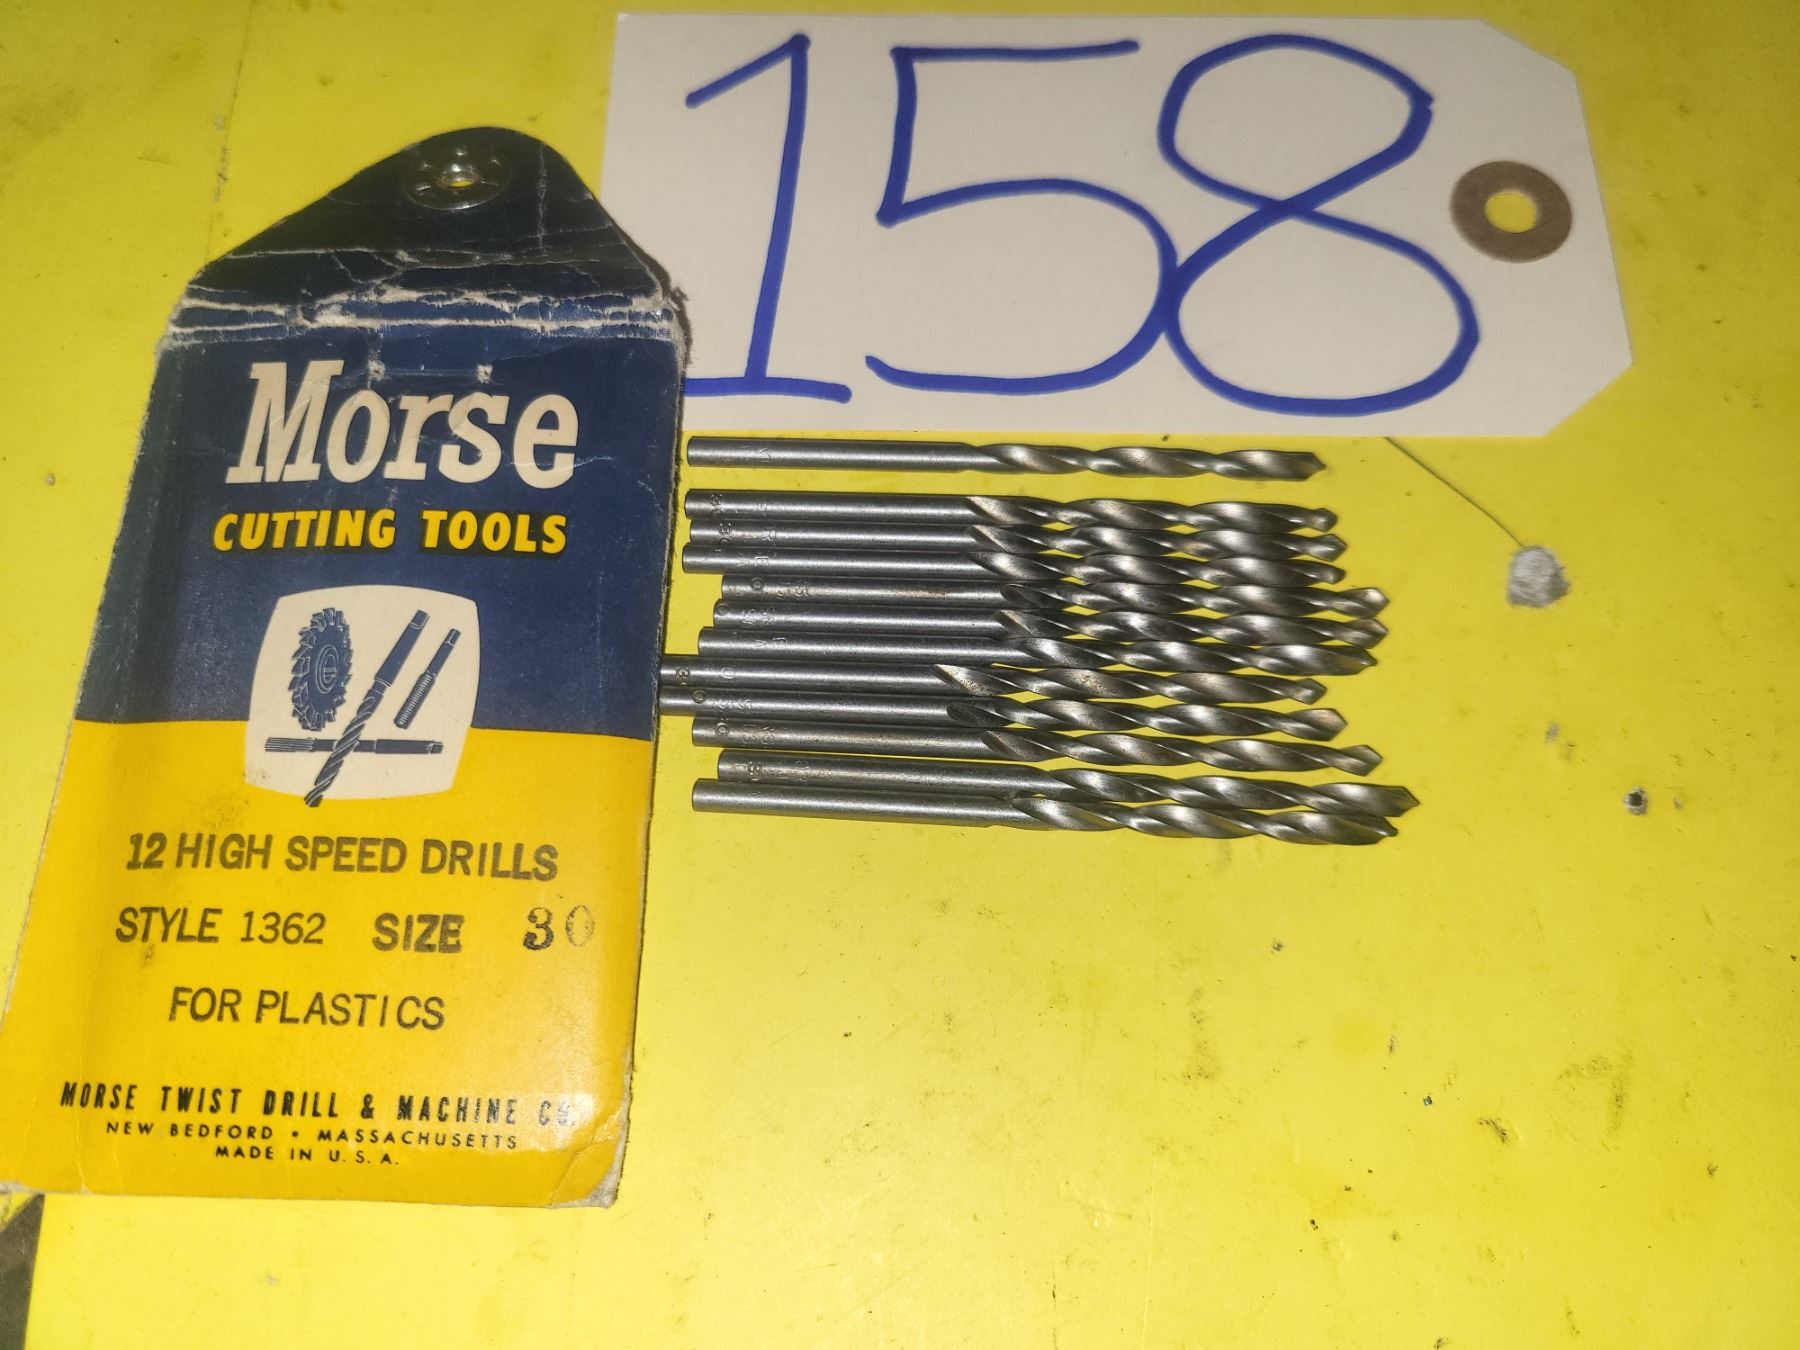 158
Morse
CUTTING TOOLS
12 HIGH SPEED DRILLS
STYLE 1362 SIZE 30
FOR PLASTICS
MORSE TWIST DRILL & MACHINE CO.
NEW BEDFORD • MASSACHUSETTS
MADE IN U.S.A.